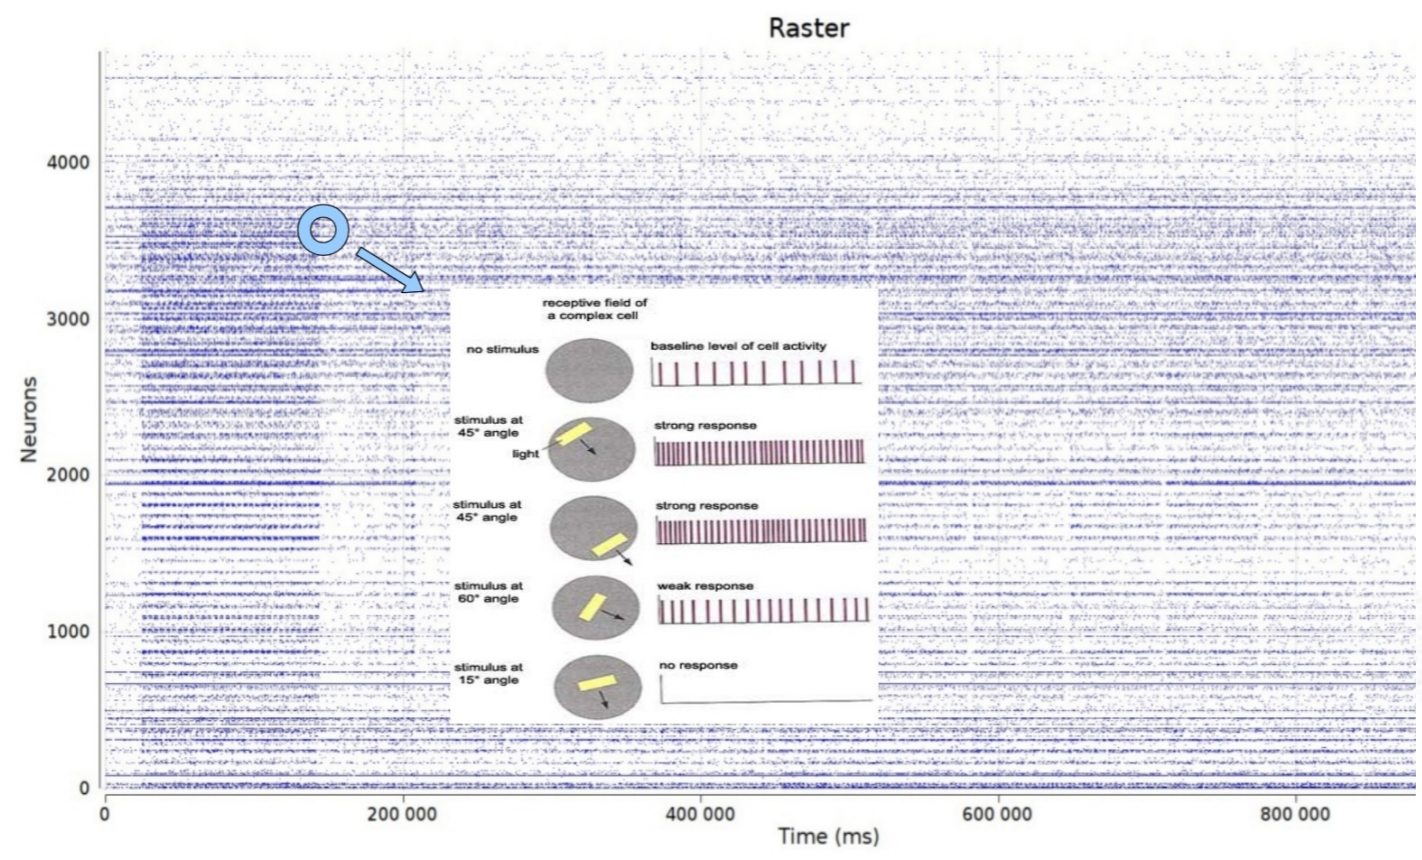 Raster
4000
3000
2000
1000
0
Neurons
receptive field of
a complex cell
no stimulus
baseline level of cell activity
stimulus at
45° angle
light
strong response
stimulus at
45° angle
strong response
stimulus at
60° angle
weak response
stimulus at
15° angle
no response
0
200 000
400 000
600 000
800 000
Time (ms)